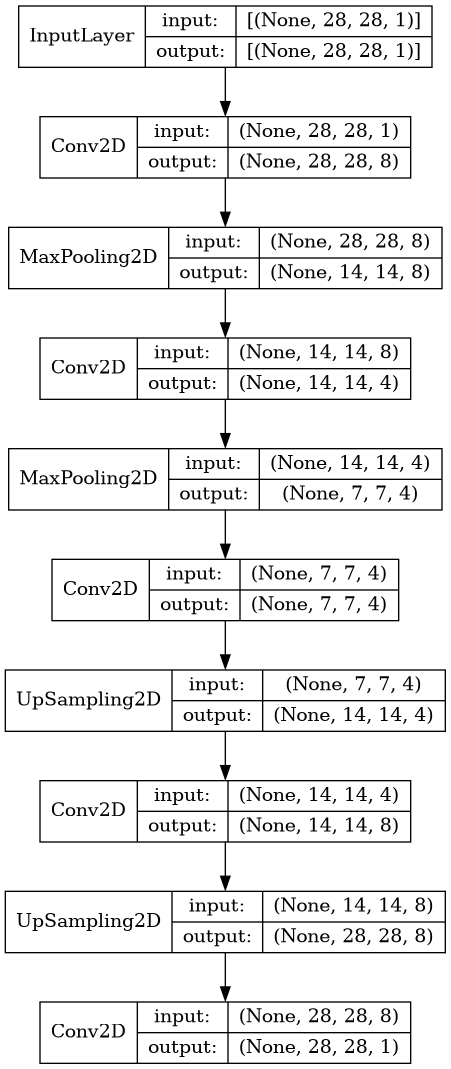 InputLayer input: [(None, 28, 28, 1)]
output: [(None, 28, 28, 1)]
Conv2D input: (None, 28, 28, 1)
output: (None, 28, 28, 8)
MaxPooling2D input: (None, 28, 28, 8)
output: (None, 14, 14, 8)
Conv2D input: (None, 14, 14, 8)
output: (None, 14, 14, 4)
MaxPooling2D input: (None, 14, 14, 4)
output: (None, 7, 7, 4)
Conv2D input: (None, 7, 7, 4)
output: (None, 7, 7, 4)
UpSampling2D input: (None, 7, 7, 4)
output: (None, 14, 14, 4)
Conv2D input: (None, 14, 14, 4)
output: (None, 14, 14, 8)
UpSampling2D input: (None, 14, 14, 8)
output: (None, 28, 28, 8)
Conv2D input: (None, 28, 28, 8)
output: (None, 28, 28, 1)